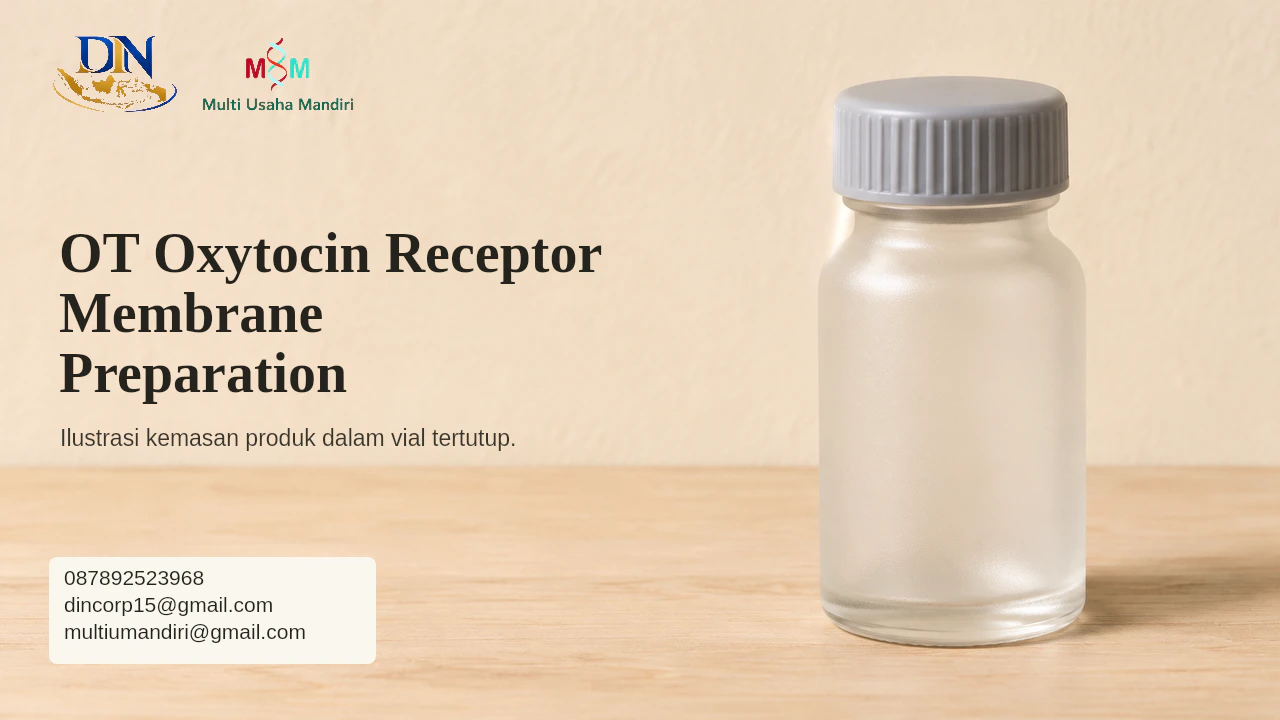 DIN
MSM
Multi Usaha Mandiri
OT Oxytocin Receptor
Membrane
Preparation
Ilustrasi kemasan produk dalam vial tertutup.
087892523968
dincorp15@gmail.com
multiumandiri@gmail.com